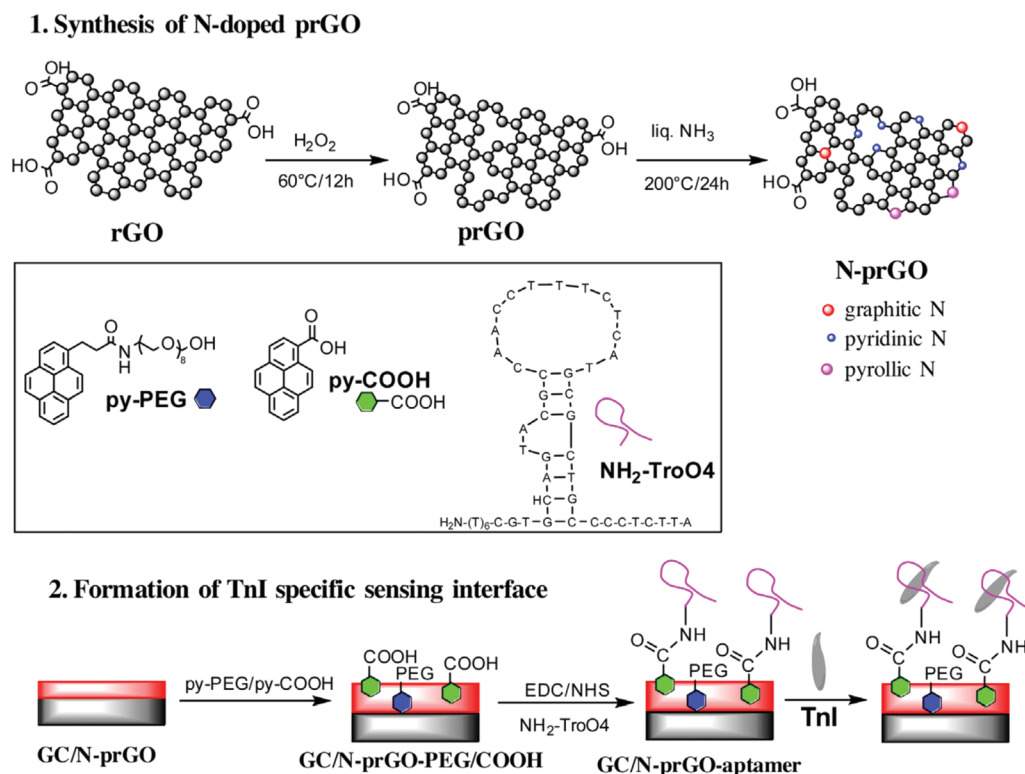 1. Synthesis of N-doped prGO
O
OH
O
OH
HO
O
rGO
H₂O₂
60°C/12h
O
OH
O
OH
HO
O
prGO
liq. NH₃
200°C/24h
O
OH
HO
O
N-prGO
graphitic N
pyridinic N
pyrollic N
O
N
H
O
8
OH
py-PEG
O
OH
py-COOH
COOH
A-A-C-C-T-T-T-C-T-C-A-T
C
G
C
G
C
G
A
T
G
A
C
H
G
C
G
C
T
G
C
H₂N-(T)₆-C-G-T-G-C-C-C-C-T-C-T-T-A
NH₂-TroO4
2. Formation of TnI specific sensing interface
GC/N-prGO
py-PEG/py-COOH
COOH
PEG
COOH
GC/N-prGO-PEG/COOH
EDC/NHS
NH₂-TroO4
O
C
NH
PEG
O
C
NH
GC/N-prGO-aptamer
TnI
O
C
NH
PEG
O
C
NH